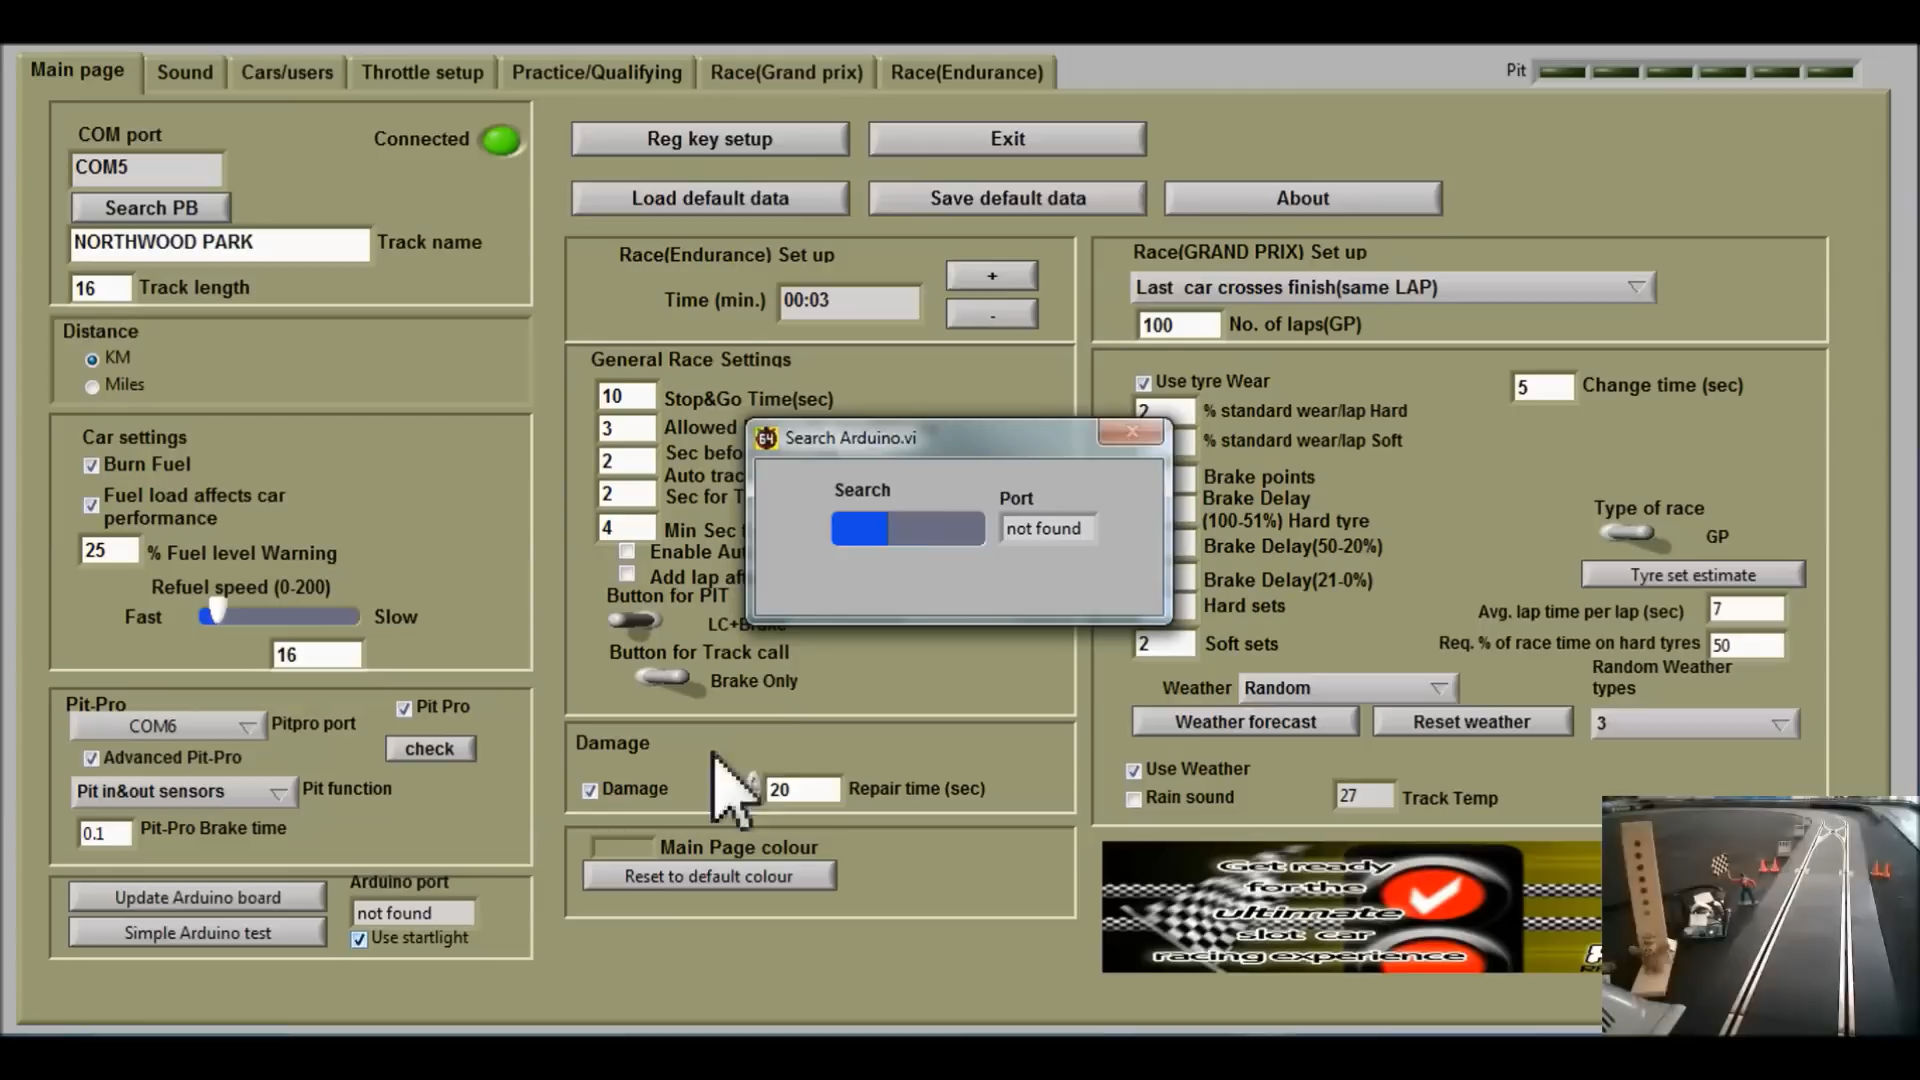 Main page
Sound
Cars/users
Throttle setup
Practice/Qualifying
Race(Grand prix)
Race(Endurance)
Pit
COM port
Connected
COM5
Search PB
NORTHWOOD PARK
Track name
16
Track length
Distance
KM
Miles
Car settings
Burn Fuel
Fuel load affects car
performance
25
% Fuel level Warning
Refuel speed (0-200)
Fast
Slow
16
Pit-Pro
COM6
Pitpro port
Pit Pro
Advanced Pit-Pro
check
Pit in&out sensors
Pit function
0.1
Pit-Pro Brake time
Update Arduino board
Arduino port
not found
Simple Arduino test
Use startlight
Reg key setup
Exit
Load default data
Save default data
About
Race(Endurance) Set up
Time (min.)
00:03
+
-
General Race Settings
10
Stop&Go Time(sec)
3
Allowed
2
Sec befo
Auto trac
2
Sec for T
4
Min Sec
Enable Au
Add lap af
Button for PIT
LC+Brake
Button for Track call
Brake Only
Damage
Damage
20
Repair time (sec)
Main Page colour
Reset to default colour
64
Search Arduino.vi
Search
Port
not found
Race(GRAND PRIX) Set up
Last car crosses finish(same LAP)
100
No. of laps(GP)
Use tyre Wear
5
Change time (sec)
2
% standard wear/lap Hard
% standard wear/lap Soft
Brake points
Brake Delay
(100-51%) Hard tyre
Brake Delay(50-20%)
Brake Delay(21-0%)
Hard sets
2
Soft sets
Type of race
GP
Tyre set estimate
Avg. lap time per lap (sec)
7
Req. % of race time on hard tyres
50
Weather
Random
Random Weather
types
Weather forecast
Reset weather
3
Use Weather
Rain sound
27
Track Temp
Get ready
for the
ultimate
slot car
racing experience